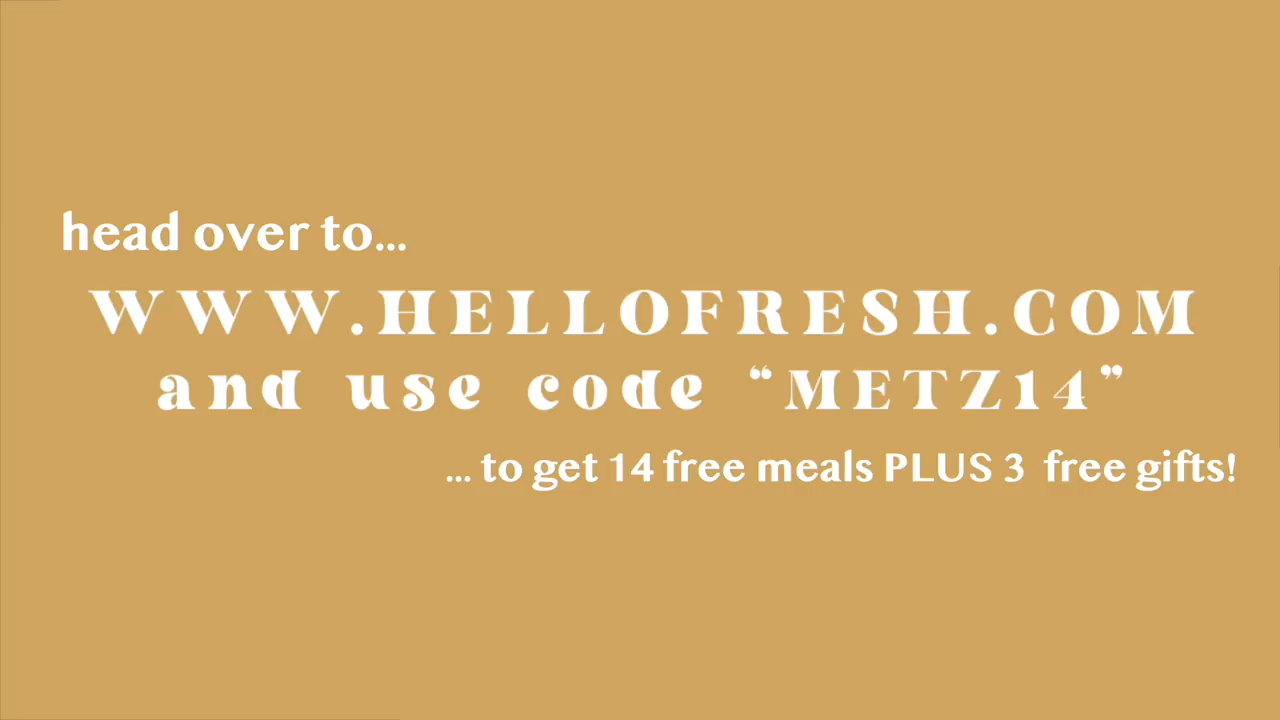 head over to...
WWW.HELLOFRESH.COM
and use code “METZ14”
... to get 14 free meals PLUS 3 free gifts!